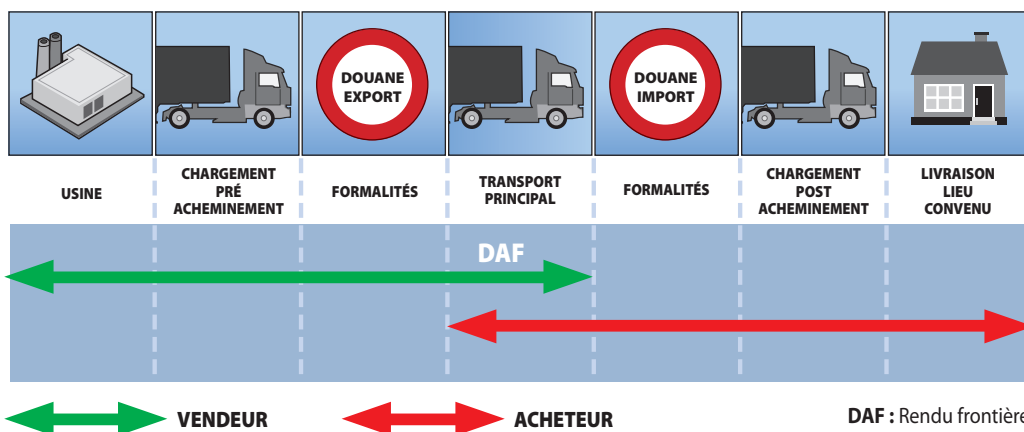 DOUANE
EXPORT
DOUANE
IMPORT
USINE
CHARGEMENT
PRÉ
ACHEMINEMENT
FORMALITÉS
TRANSPORT
PRINCIPAL
FORMALITÉS
CHARGEMENT
POST
ACHEMINEMENT
LIVRAISON
LIEU
CONVENU
DAF
VENDEUR
ACHETEUR
DAF : Rendu frontière